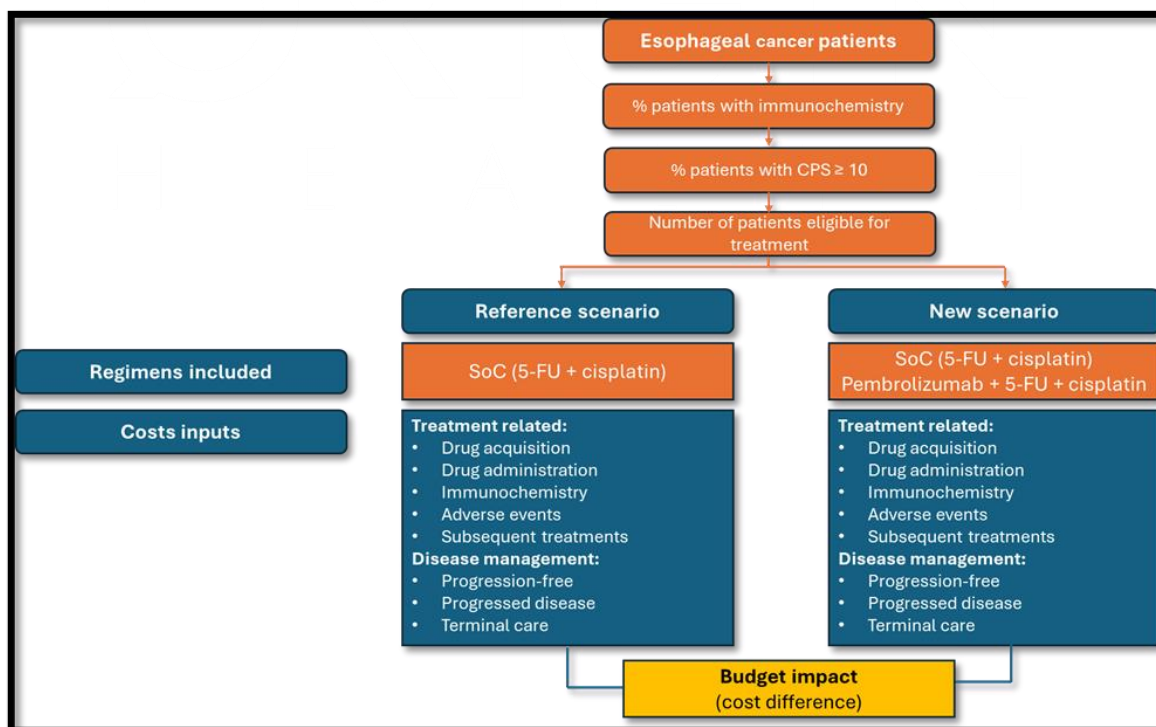 Esophageal cancer patients
% patients with immunochemistry
% patients with CPS ≥ 10
Number of patients eligible for
treatment
Reference scenario
New scenario
Regimens included
SoC (5-FU + cisplatin)
SoC (5-FU + cisplatin)
Pembrolizumab + 5-FU + cisplatin
Costs inputs
Treatment related:
• Drug acquisition
• Drug administration
• Immunochemistry
• Adverse events
• Subsequent treatments
Disease management:
• Progression-free
• Progressed disease
• Terminal care
Treatment related:
• Drug acquisition
• Drug administration
• Immunochemistry
• Adverse events
• Subsequent treatments
Disease management:
• Progression-free
• Progressed disease
• Terminal care
Budget impact
(cost difference)